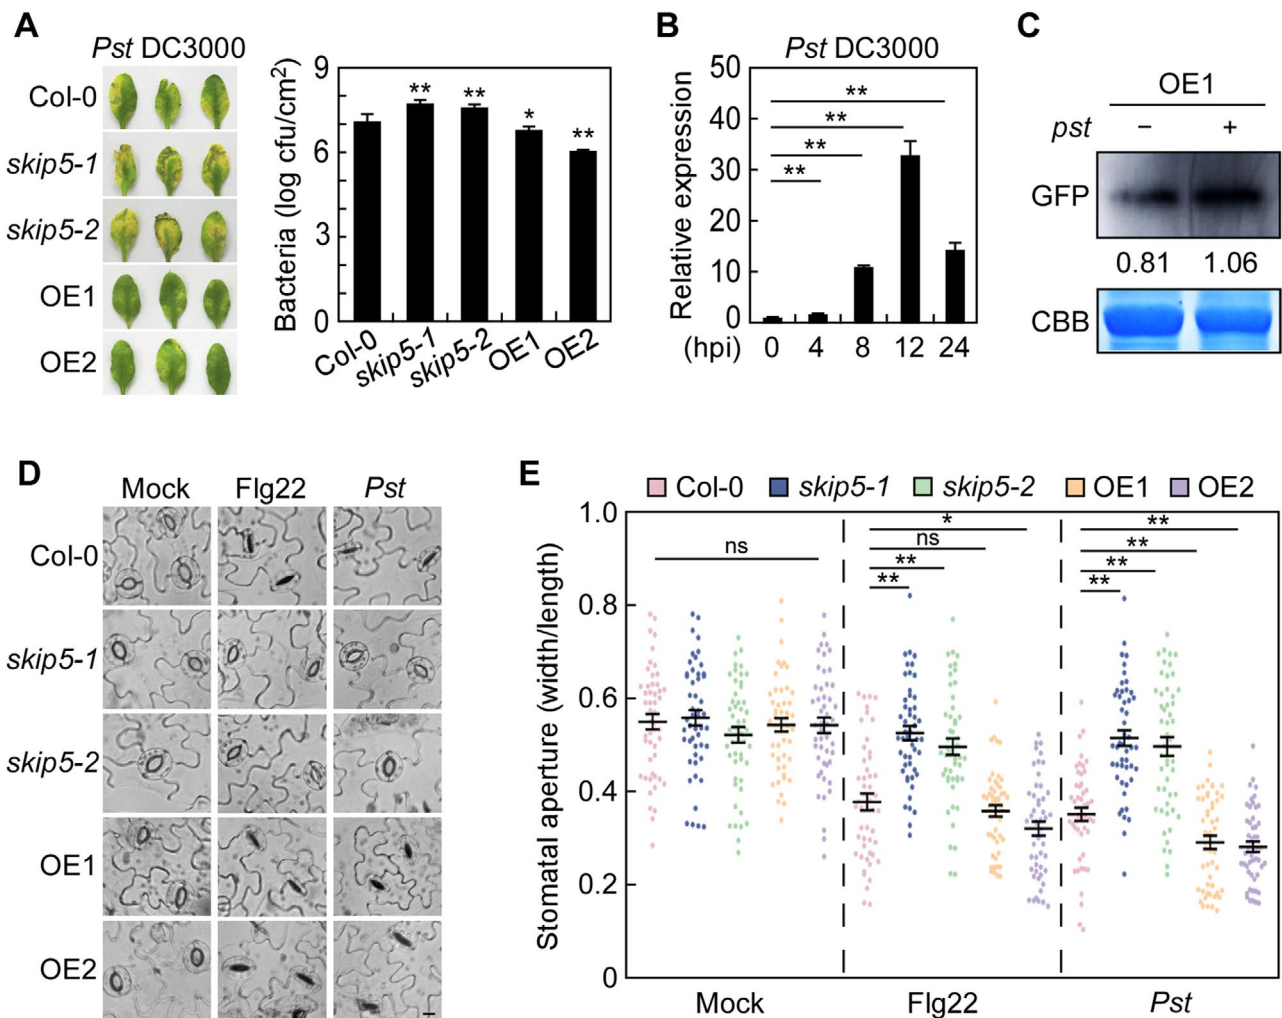 A
Pst DC3000
Col-0
skip5-1
skip5-2
OE1
OE2
Bacteria (log cfu/cm2)
9
6
3
0
**
**
*
**
Col-0
skip5-1
skip5-2
OE1
OE2
B
Pst DC3000
Relative expression
50
40
30
20
10
0
**
**
**
**
(hpi) 0 4 8 12 24
C
OE1
pst − +
GFP
0.81 1.06
CBB
D
Mock Flg22 Pst
Col-0
skip5-1
skip5-2
OE1
OE2
E
Col-0 skip5-1 skip5-2 OE1 OE2
Stomatal aperture (width/length)
1.0
0.8
0.6
0.4
0.2
0
ns
*
ns
**
**
**
**
**
**
Mock Flg22 Pst